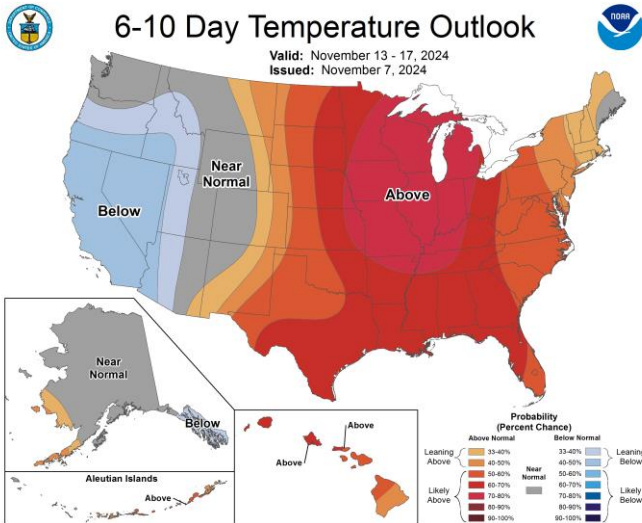 6-10 Day Temperature Outlook
Valid: November 13 - 17, 2024
Issued: November 7, 2024
NOAA
Near
Normal
Below
Above
Near
Normal
Below
Aleutian Islands
Above
Above
Above
Probability
(Percent Chance)
Above Normal
Below Normal
Leaning
Above
33-40%
40-50%
Likely
Above
50-60%
60-70%
70-80%
80-90%
90-100%
Near
Normal
33-40%
40-50%
Leaning
Below
50-60%
60-70%
70-80%
80-90%
90-100%
Likely
Below